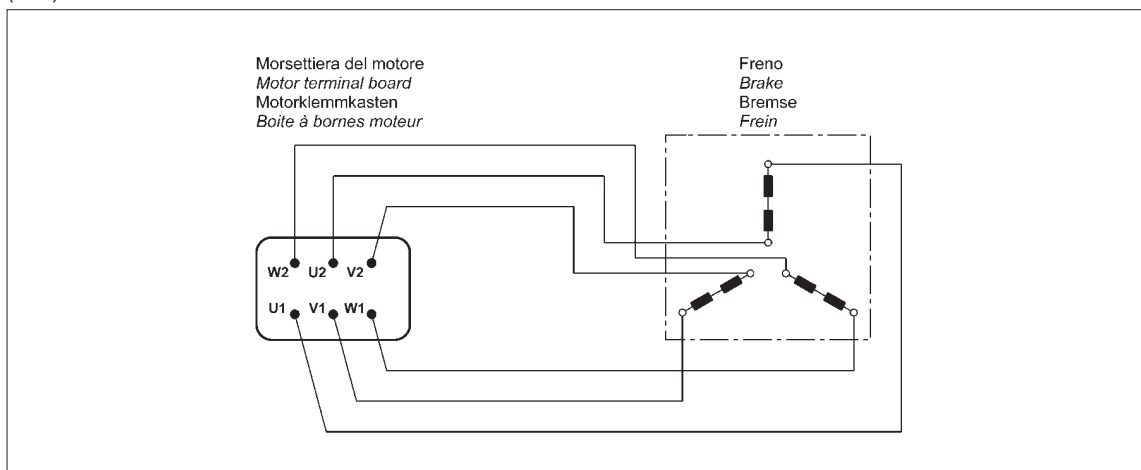 Morsettiera del motore
Motor terminal board
Motorklemmkasten
Boite à bornes moteur
Freno
Brake
Bremse
Frein
W2 U2 V2
U1 V1 W1